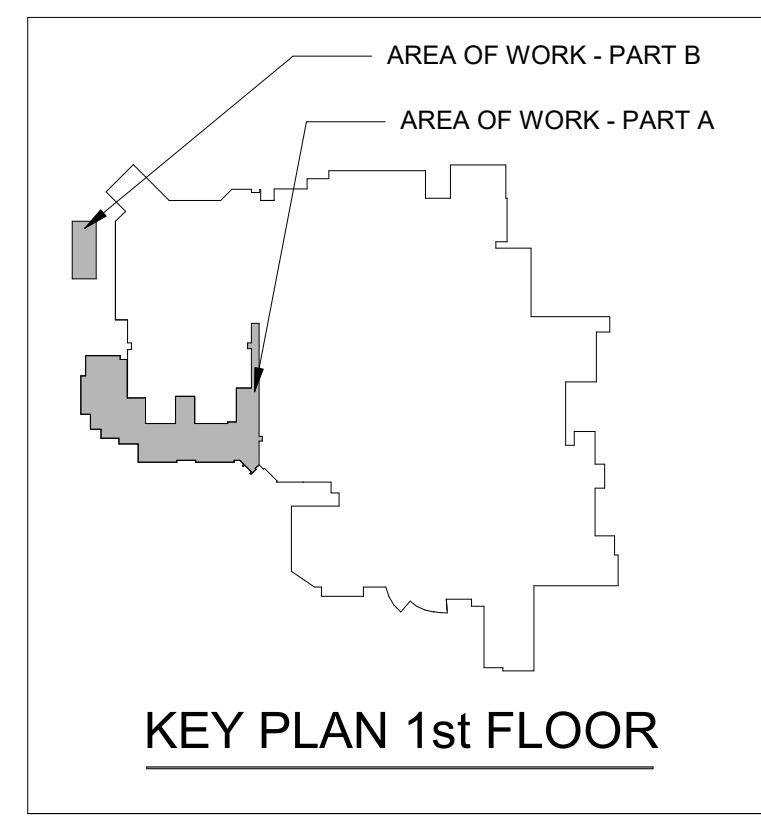 AREA OF WORK - PART B
AREA OF WORK - PART A
KEY PLAN 1st FLOOR